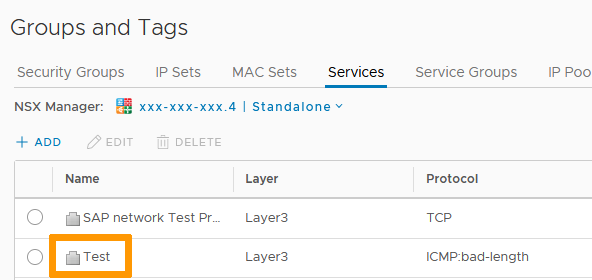 Groups and Tags
Security Groups IP Sets MAC Sets Services Service Groups IP Poo
NSX Manager: xxx-xxx-xxx.4 | Standalone
+ ADD EDIT DELETE
Name Layer Protocol
SAP network Test Pr... Layer3 TCP
Test Layer3 ICMP:bad-length